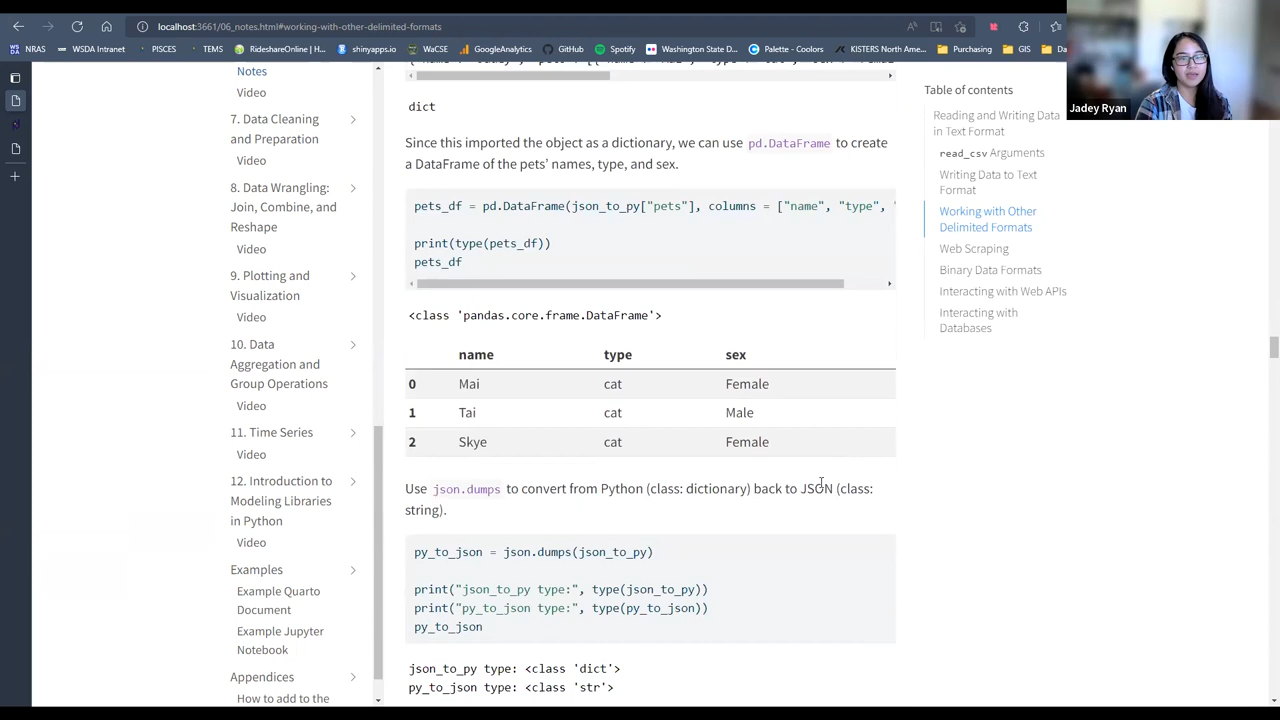 localhost:3661/06_notes.html#working-with-other-delimited-formats
NRAS
WSDA Intranet
PISCES
TEMS
RideshareOnline | H...
shinyapps.io
WaCSE
GoogleAnalytics
GitHub
Spotify
Washington State D...
Palette - Coolors
KISTERS North Ame...
Purchasing
GIS
Da
Jadey Ryan
Notes
Video
7. Data Cleaning
and Preparation
Video
8. Data Wrangling:
Join, Combine, and
Reshape
Video
9. Plotting and
Visualization
Video
10. Data
Aggregation and
Group Operations
Video
11. Time Series
Video
12. Introduction to
Modeling Libraries
in Python
Video
Examples
Example Quarto
Document
Example Jupyter
Notebook
Appendices
How to add to the
dict
Since this imported the object as a dictionary, we can use pd.DataFrame to create
a DataFrame of the pets’ names, type, and sex.
pets_df = pd.DataFrame(json_to_py["pets"], columns = ["name", "type", "
print(type(pets_df))
pets_df
<class 'pandas.core.frame.DataFrame'>
name type sex
0 Mai cat Female
1 Tai cat Male
2 Skye cat Female
Use json.dumps to convert from Python (class: dictionary) back to JSON (class:
string).
py_to_json = json.dumps(json_to_py)
print("json_to_py type:", type(json_to_py))
print("py_to_json type:", type(py_to_json))
py_to_json
json_to_py type: <class 'dict'>
py_to_json type: <class 'str'>
Table of contents
Reading and Writing Data
in Text Format
read_csv Arguments
Writing Data to Text
Format
Working with Other
Delimited Formats
Web Scraping
Binary Data Formats
Interacting with Web APIs
Interacting with
Databases